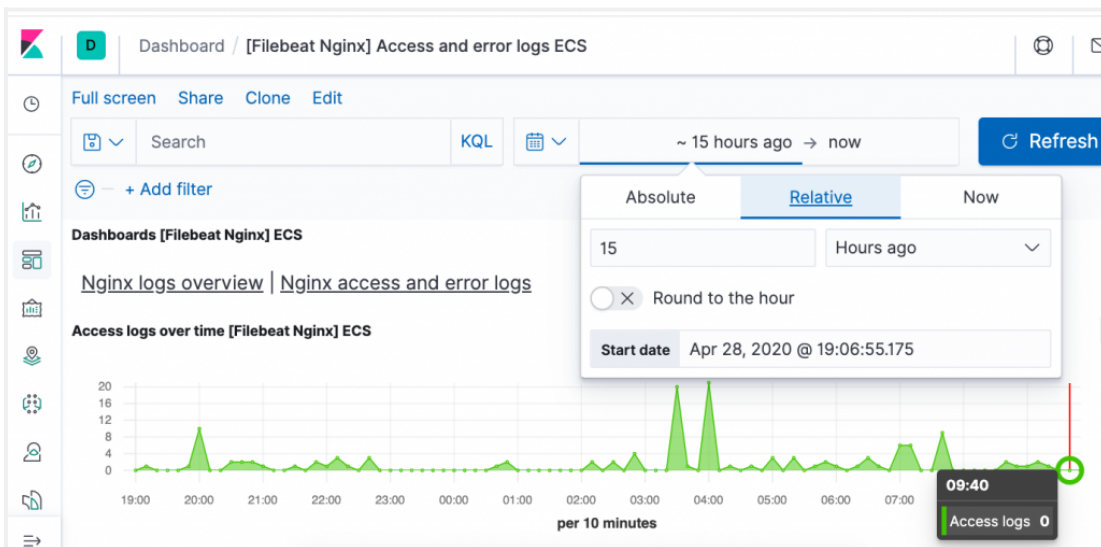 D Dashboard / [Filebeat Nginx] Access and error logs ECS
Full screen Share Clone Edit
Search KQL ~ 15 hours ago → now Refresh
+ Add filter
Absolute Relative Now
15 Hours ago
Round to the hour
Start date Apr 28, 2020 @ 19:06:55.175
Dashboards [Filebeat Nginx] ECS
Nginx logs overview | Nginx access and error logs
Access logs over time [Filebeat Nginx] ECS
20
16
12
8
4
0
19:00 20:00 21:00 22:00 23:00 00:00 01:00 02:00 03:00 04:00 05:00 06:00 07:00
per 10 minutes
09:40
Access logs 0